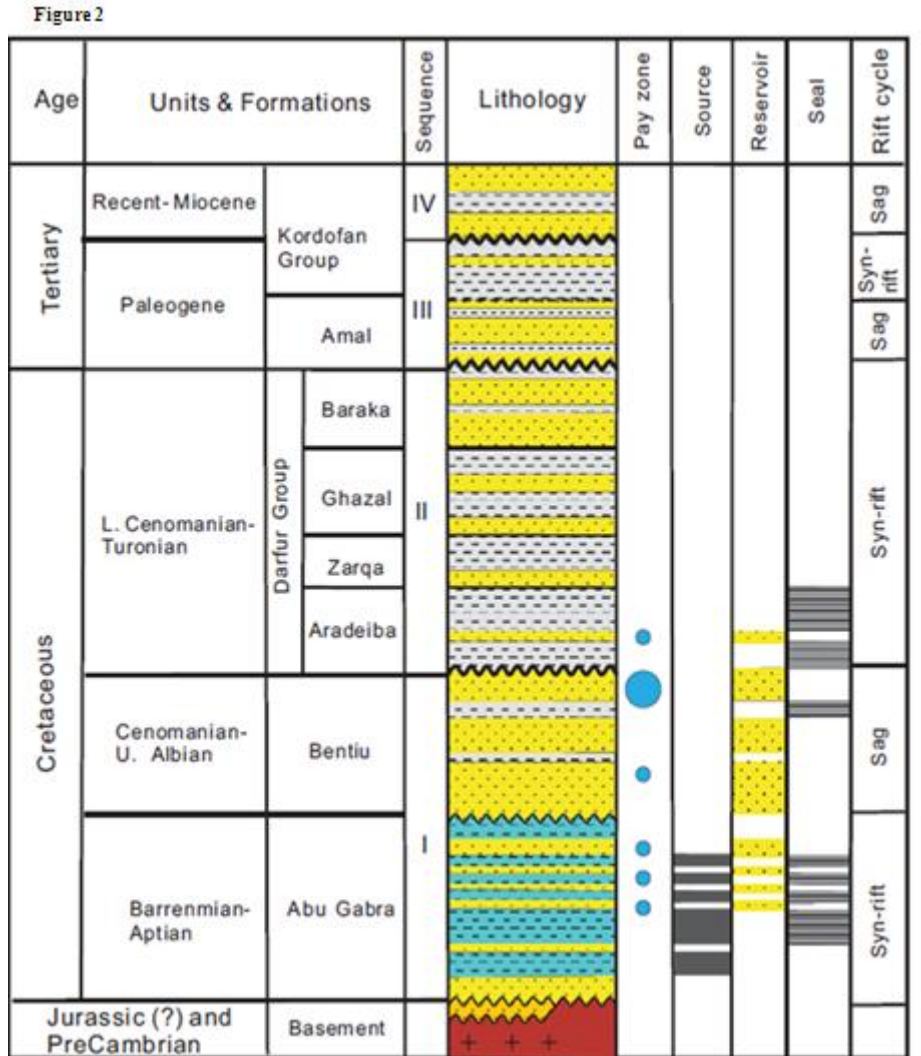 Figure 2
Age
Units & Formations
Sequence
Lithology
Pay zone
Source
Reservoir
Seal
Rift cycle
Tertiary
Recent-Miocene
Kordofan
Group
IV
Sag
Paleogene
III
Syn-
rift
Amal
Sag
Cretaceous
L. Cenomanian-
Turonian
Darfur Group
Baraka
Ghazal
Zarqa
Aradeiba
II
Syn-rift
Cenomanian-
U. Albian
Bentiu
I
Sag
Barrenmian-
Aptian
Abu Gabra
Syn-rift
Jurassic (?) and
PreCambrian
Basement